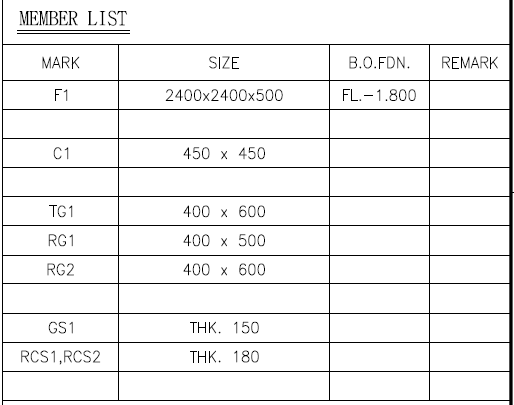 MEMBER LIST
MARK SIZE B.O.FDN. REMARK
F1 2400x2400x500 FL.-1.800
C1 450 x 450
TG1 400 x 600
RG1 400 x 500
RG2 400 x 600
GS1 THK. 150
RCS1,RCS2 THK. 180